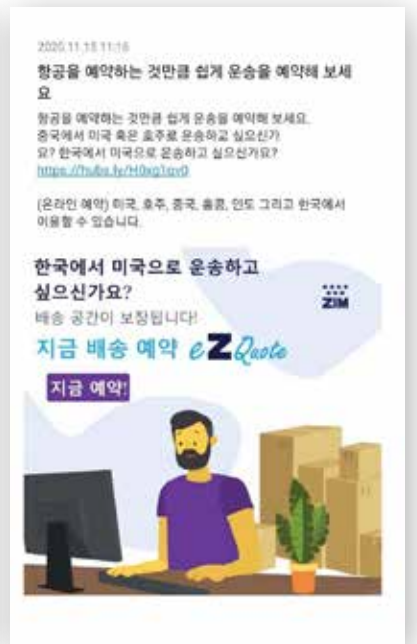 2020.11.15 11:16
항공을 예약하는 것만큼 쉽게 운송을 예약해 보세
요
항공을 예약하는 것만큼 쉽게 운송을 예약해 보세요.
중국에서 미국 혹은 호주로 운송하고 싶으신가
요? 한국에서 미국으로 운송하고 싶으신가요?
(온라인 예약) 미국, 호주, 중국, 홍콩, 인도 그리고 한국에서
이용할 수 있습니다.
한국에서 미국으로 운송하고
싶으신가요?
ZIM
배송 공간이 보장됩니다!
지금 배송 예약 eZ Quote
지금 예약!